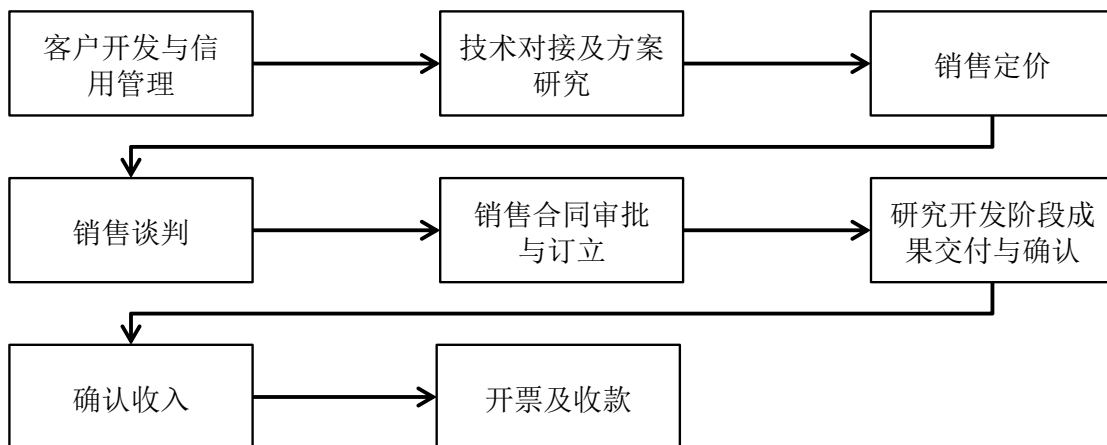 客户开发与信
用管理
技术对接及方案
研究
销售定价
销售谈判
销售合同审批
与订立
研究开发阶段成
果交付与确认
确认收入
开票及收款